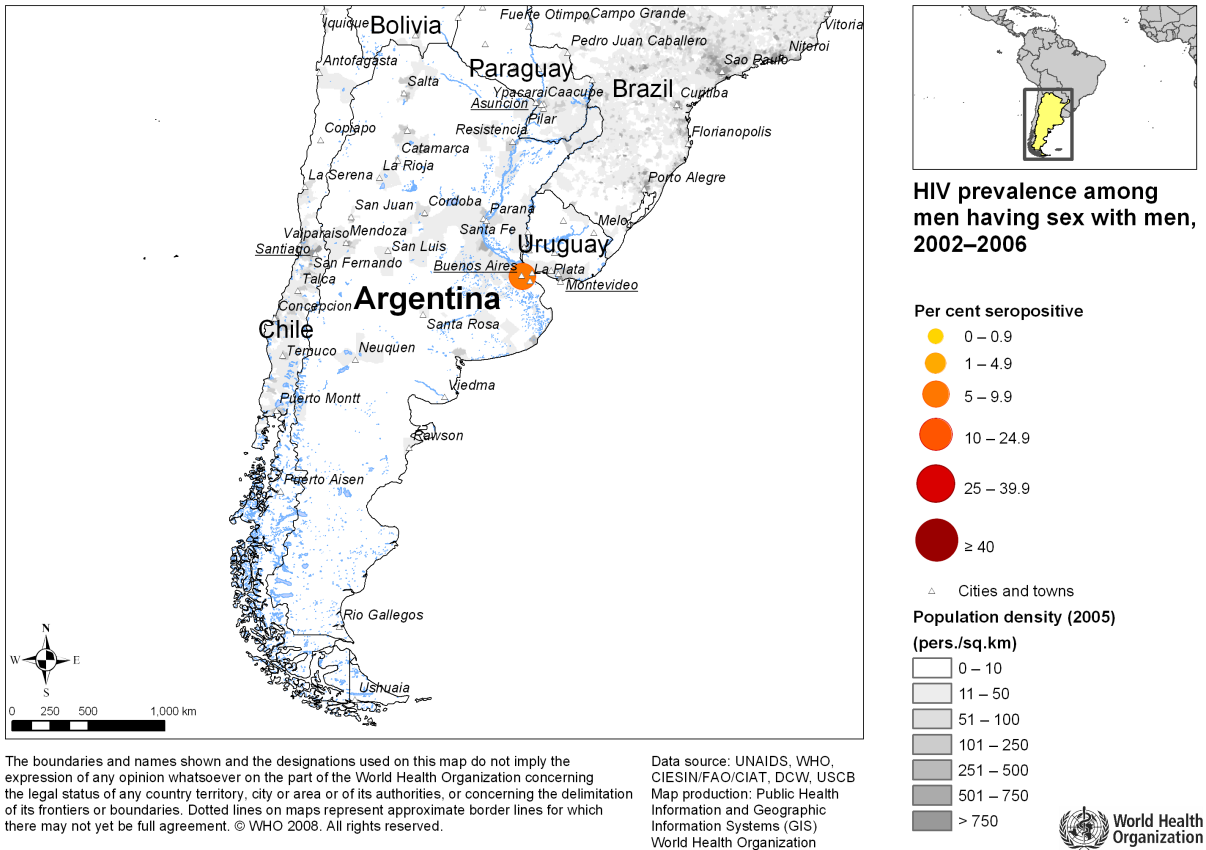 Iquique
Bolivia
Fuerte Otimpo
Campo Grande
Vitoria
Pedro Juan Caballero
Niteroi
Antofagasta
Paraguay
Sao Paulo
Salta
Brazil
Ypacarai
Caacupe
Curitiba
Asuncion
Pilar
Copiapo
Resistencia
Florianopolis
Catamarca
La Rioja
La Serena
Porto Alegre
San Juan
Cordoba
Parana
Melo
Valparaiso
Mendoza
Santa Fe
Santiago
San Luis
Uruguay
San Fernando
Buenos Aires
La Plata
Talca
Montevideo
Argentina
Concepcion
Santa Rosa
Chile
Temuco
Neuquen
Viedma
Puerto Montt
Rawson
Puerto Aisen
Rio Gallegos
Ushuaia
N
W
E
S
0 250 500 1,000 km
HIV prevalence among
men having sex with men,
2002–2006
Per cent seropositive
0 – 0.9
1 – 4.9
5 – 9.9
10 – 24.9
25 – 39.9
≥ 40
Cities and towns
Population density (2005)
(pers./sq.km)
0 – 10
11 – 50
51 – 100
101 – 250
251 – 500
501 – 750
> 750
The boundaries and names shown and the designations used on this map do not imply the
expression of any opinion whatsoever on the part of the World Health Organization concerning
the legal status of any country territory, city or area or of its authorities, or concerning the delimitation
of its frontiers or boundaries. Dotted lines on maps represent approximate border lines for which
there may not yet be full agreement. © WHO 2008. All rights reserved.
Data source: UNAIDS, WHO,
CIESIN/FAO/CIAT, DCW, USCB
Map production: Public Health
Information and Geographic
Information Systems (GIS)
World Health Organization
World Health
Organization